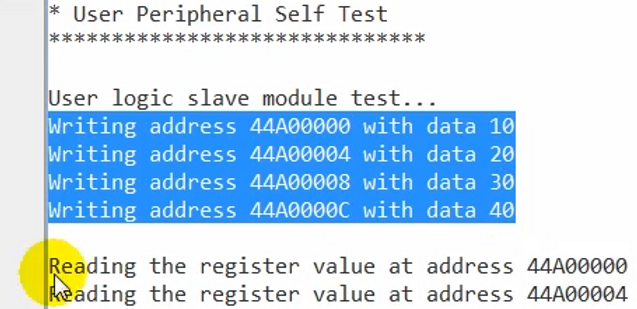 * User Peripheral Self Test
******************************
User logic slave module test...
Writing address 44A00000 with data 10
Writing address 44A00004 with data 20
Writing address 44A00008 with data 30
Writing address 44A0000C with data 40
Reading the register value at address 44A00000
Reading the register value at address 44A00004